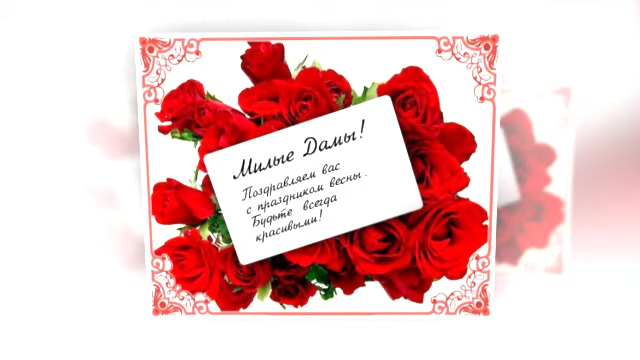 Милые Дамы!
Поздравляем вас
с праздником весны.
Будьте всегда
красивыми!